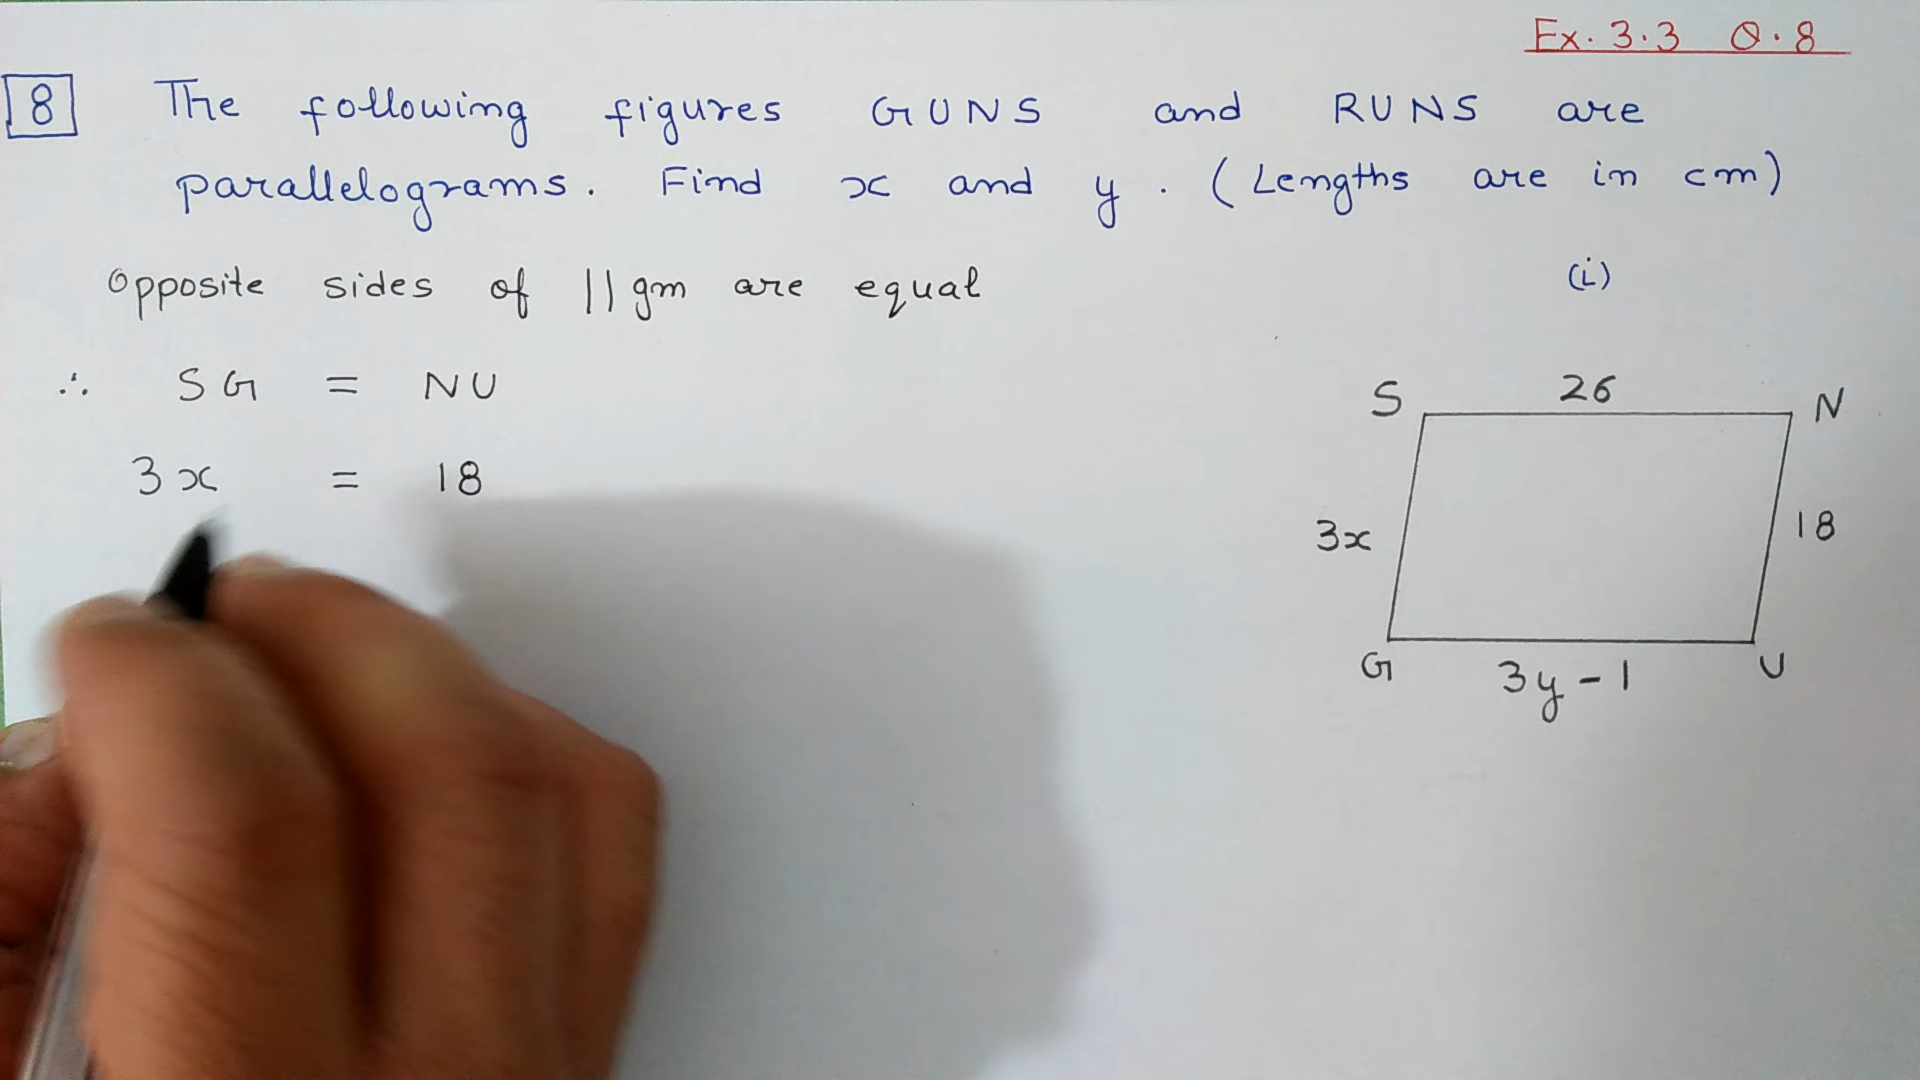 Ex. 3.3 Q.8
8 The following figures GUNS and RUNS are
parallelograms. Find x and y. (Lengths are in cm)
Opposite sides of ||gm are equal
(i)
∴ SG = NU
3x = 18
S 26 N
3x 18
G 3y-1 U